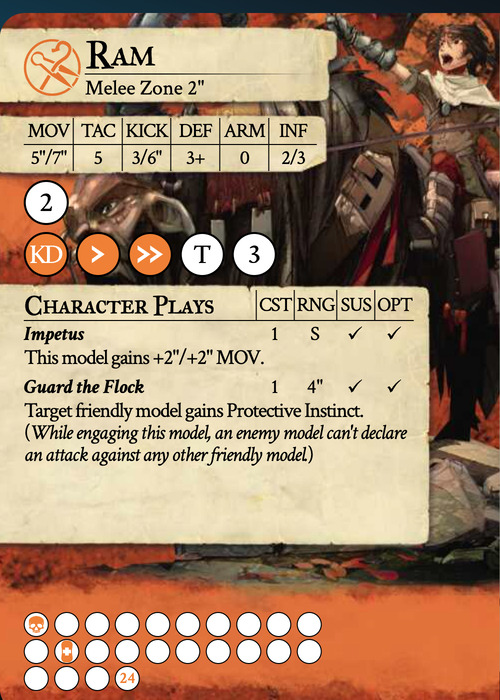 RAM
Melee Zone 2"
MOV TAC KICK DEF ARM INF
5"/7" 5 3/6" 3+ 0 2/3
2
KD > >> T 3
CHARACTER PLAYS CST RNG SUS OPT
Impetus 1 S ✓ ✓
This model gains +2"/+2" MOV.
Guard the Flock 1 4" ✓ ✓
Target friendly model gains Protective Instinct.
(While engaging this model, an enemy model can't declare
an attack against any other friendly model.)
24